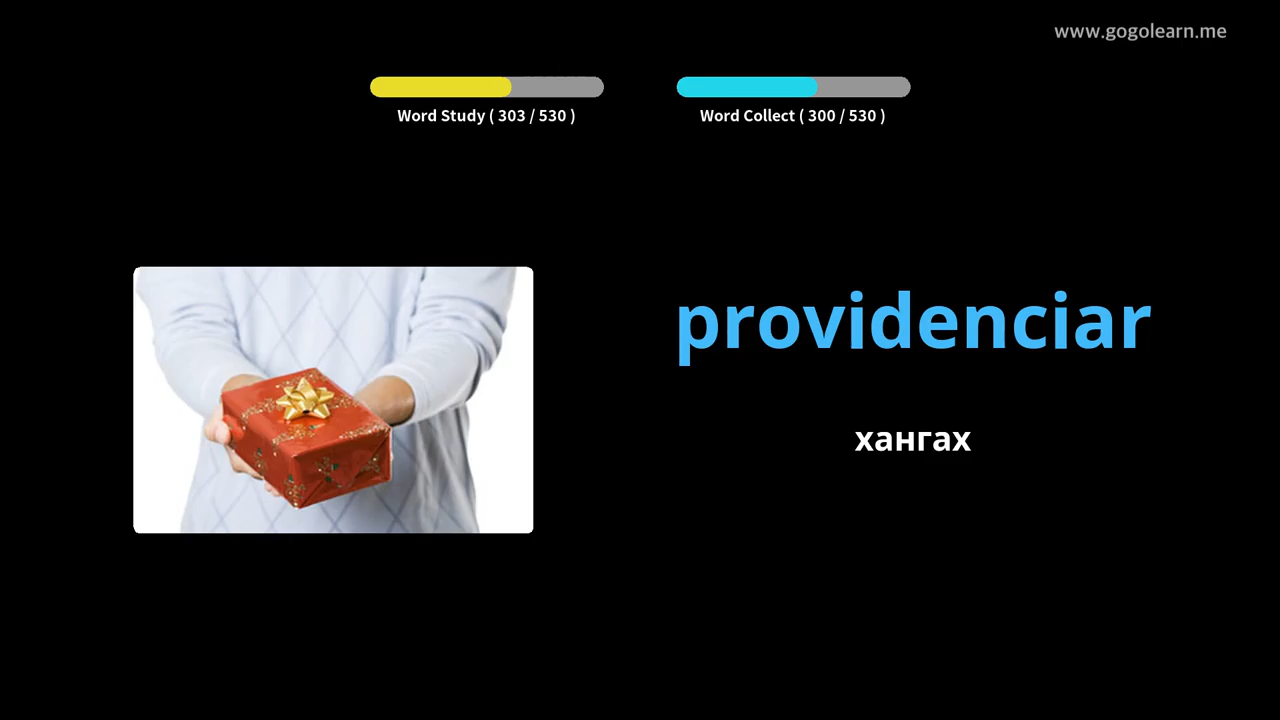 www.gogolearn.me
Word Study ( 303 / 530 )
Word Collect ( 300 / 530 )
providenciar
хангах